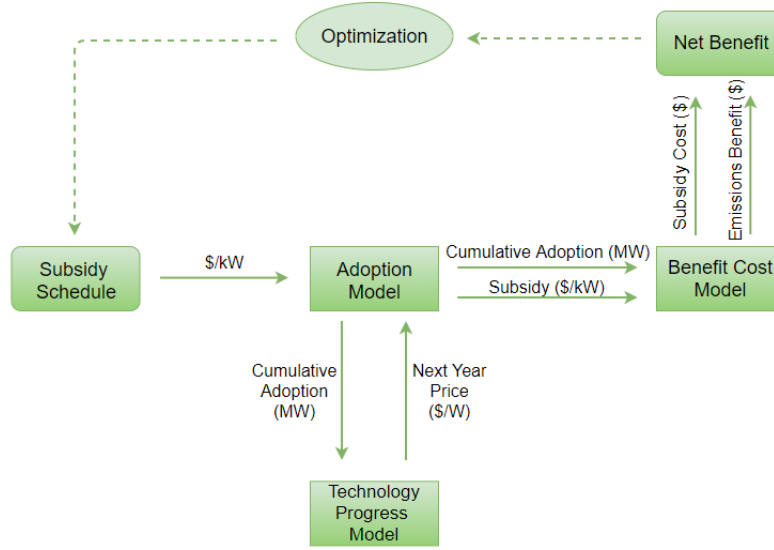 Optimization
Net Benefit
Subsidy Cost ($)
Emissions Benefit ($)
Subsidy
Schedule
$/kW
Adoption
Model
Cumulative Adoption (MW)
Subsidy ($/kW)
Benefit Cost
Model
Cumulative
Adoption
(MW)
Next Year
Price
($/W)
Technology
Progress
Model